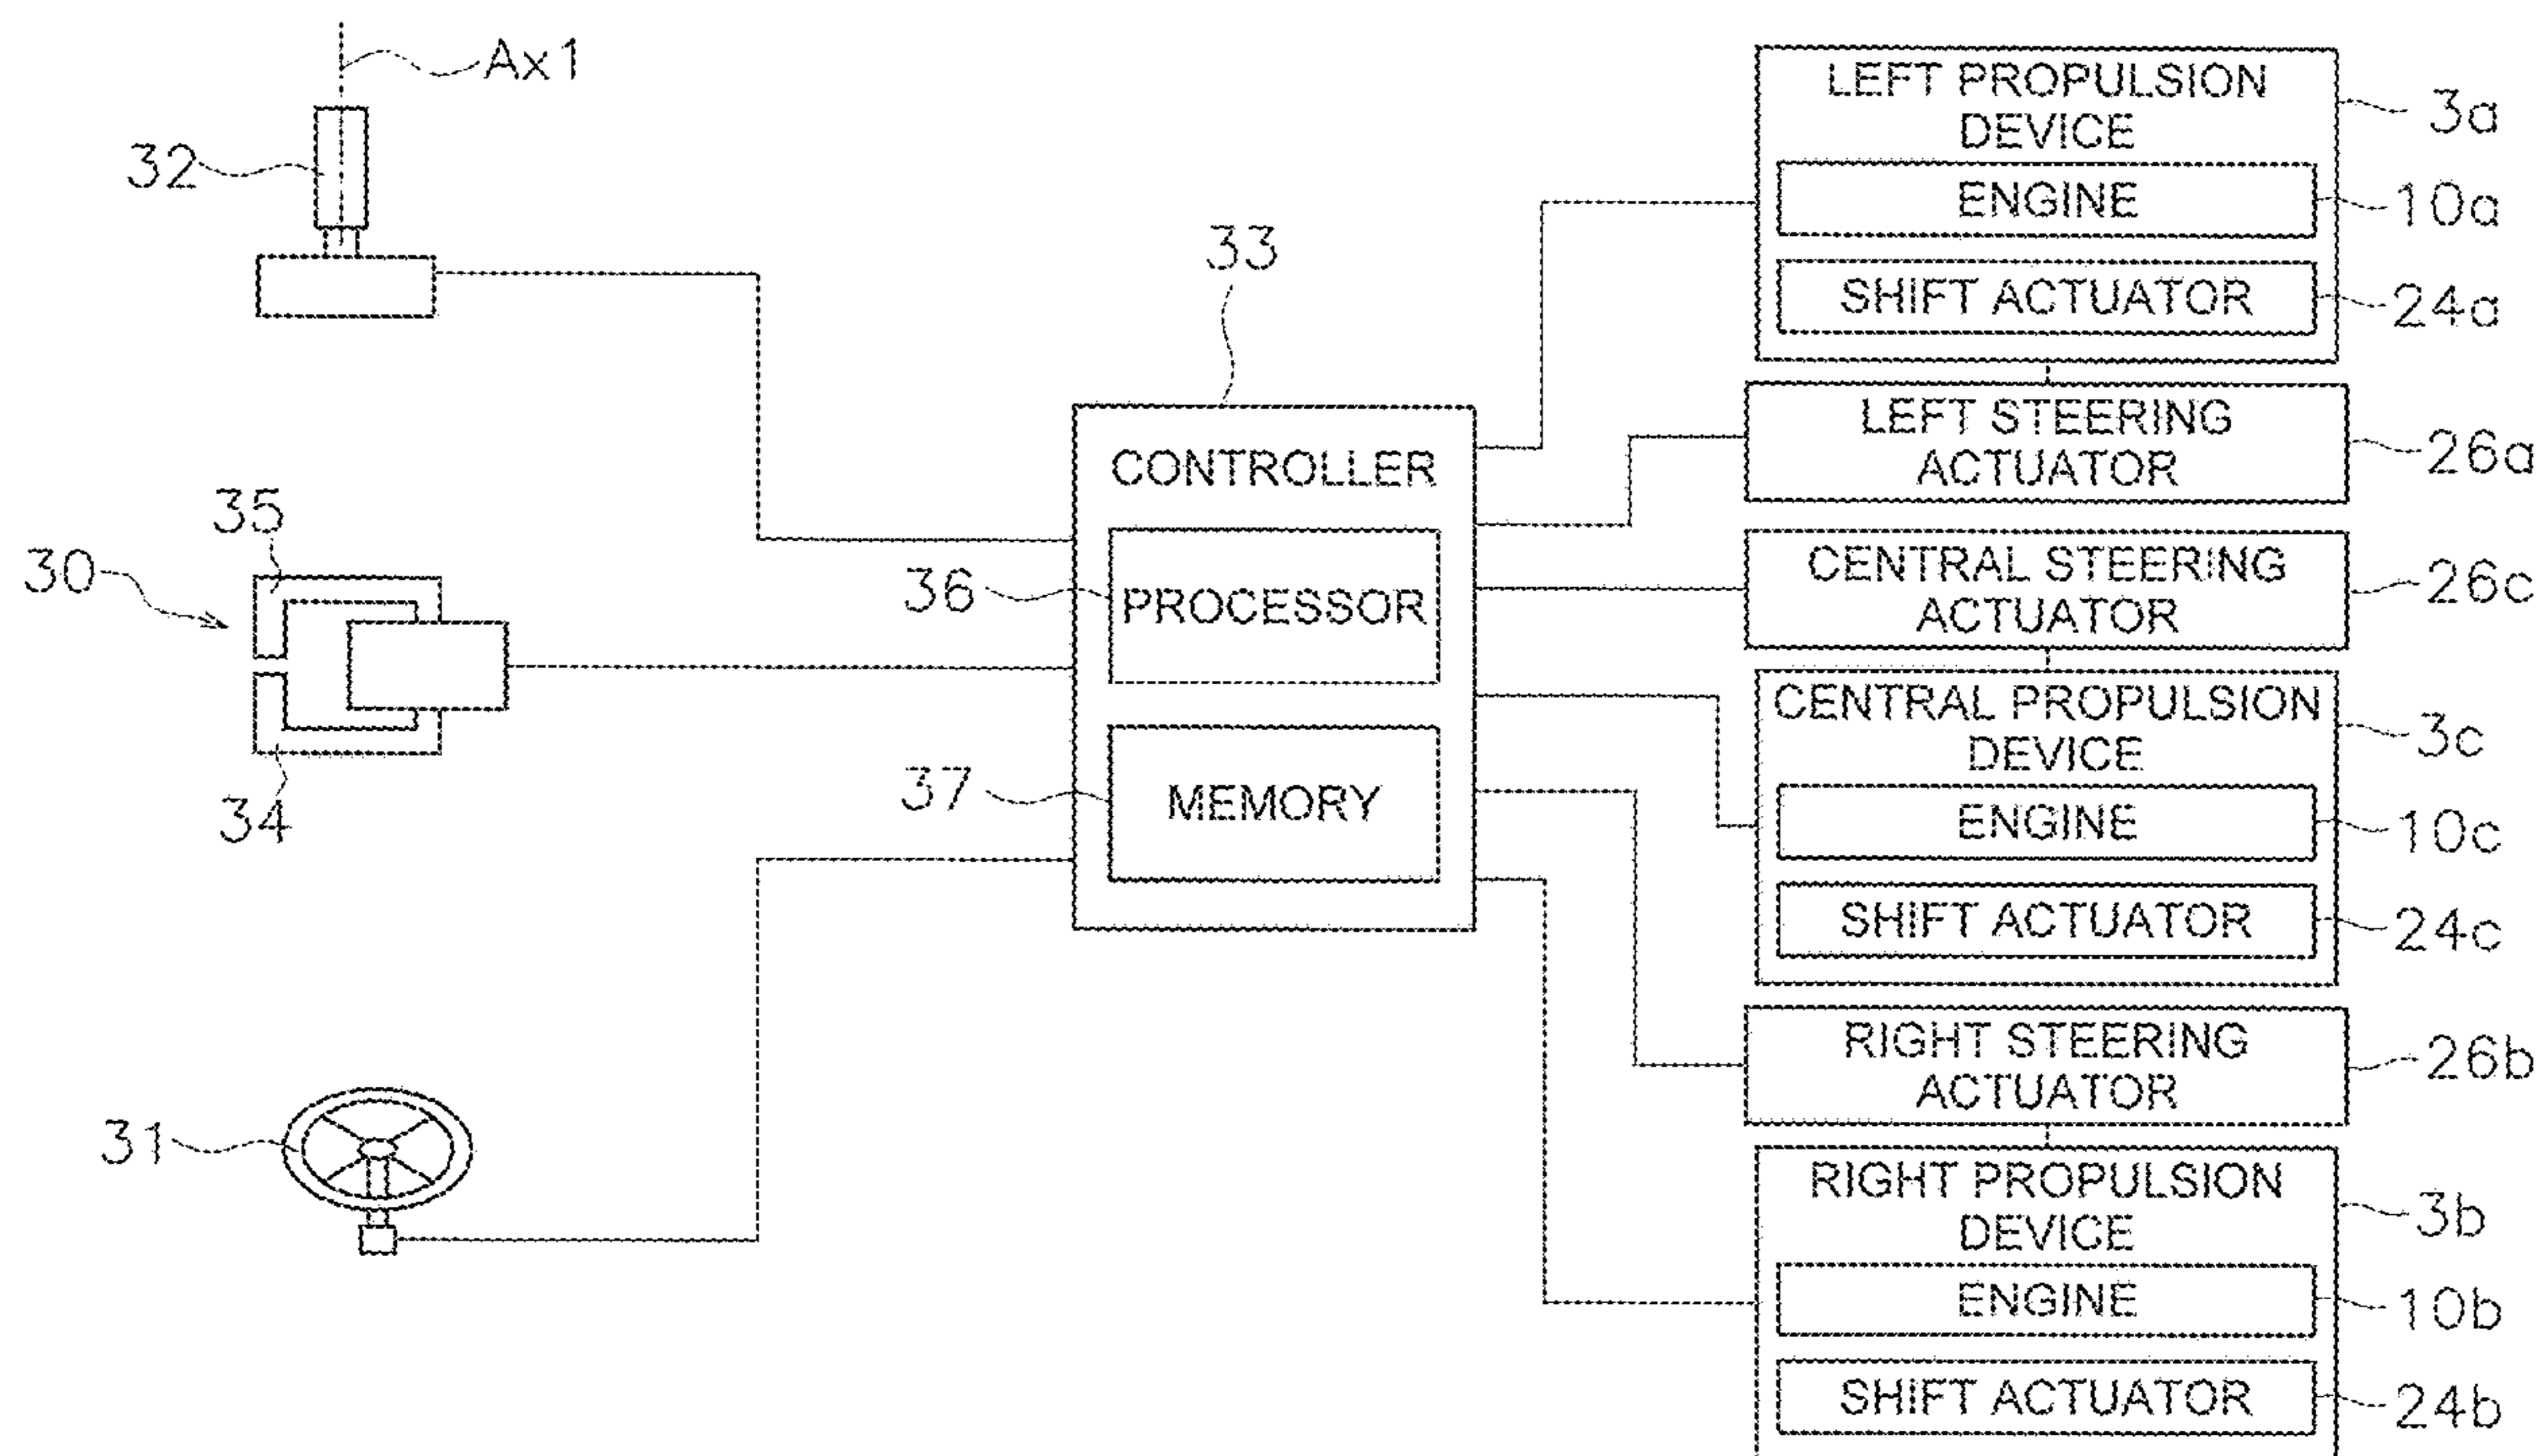 Ax1
32
35
30
34
31
33
CONTROLLER
36
PROCESSOR
37
MEMORY
LEFT PROPULSION
DEVICE
3a
ENGINE
10a
SHIFT ACTUATOR
24a
LEFT STEERING
ACTUATOR
26a
CENTRAL STEERING
ACTUATOR
26c
CENTRAL PROPULSION
DEVICE
3c
ENGINE
10c
SHIFT ACTUATOR
24c
RIGHT STEERING
ACTUATOR
26b
RIGHT PROPULSION
DEVICE
3b
ENGINE
10b
SHIFT ACTUATOR
24b